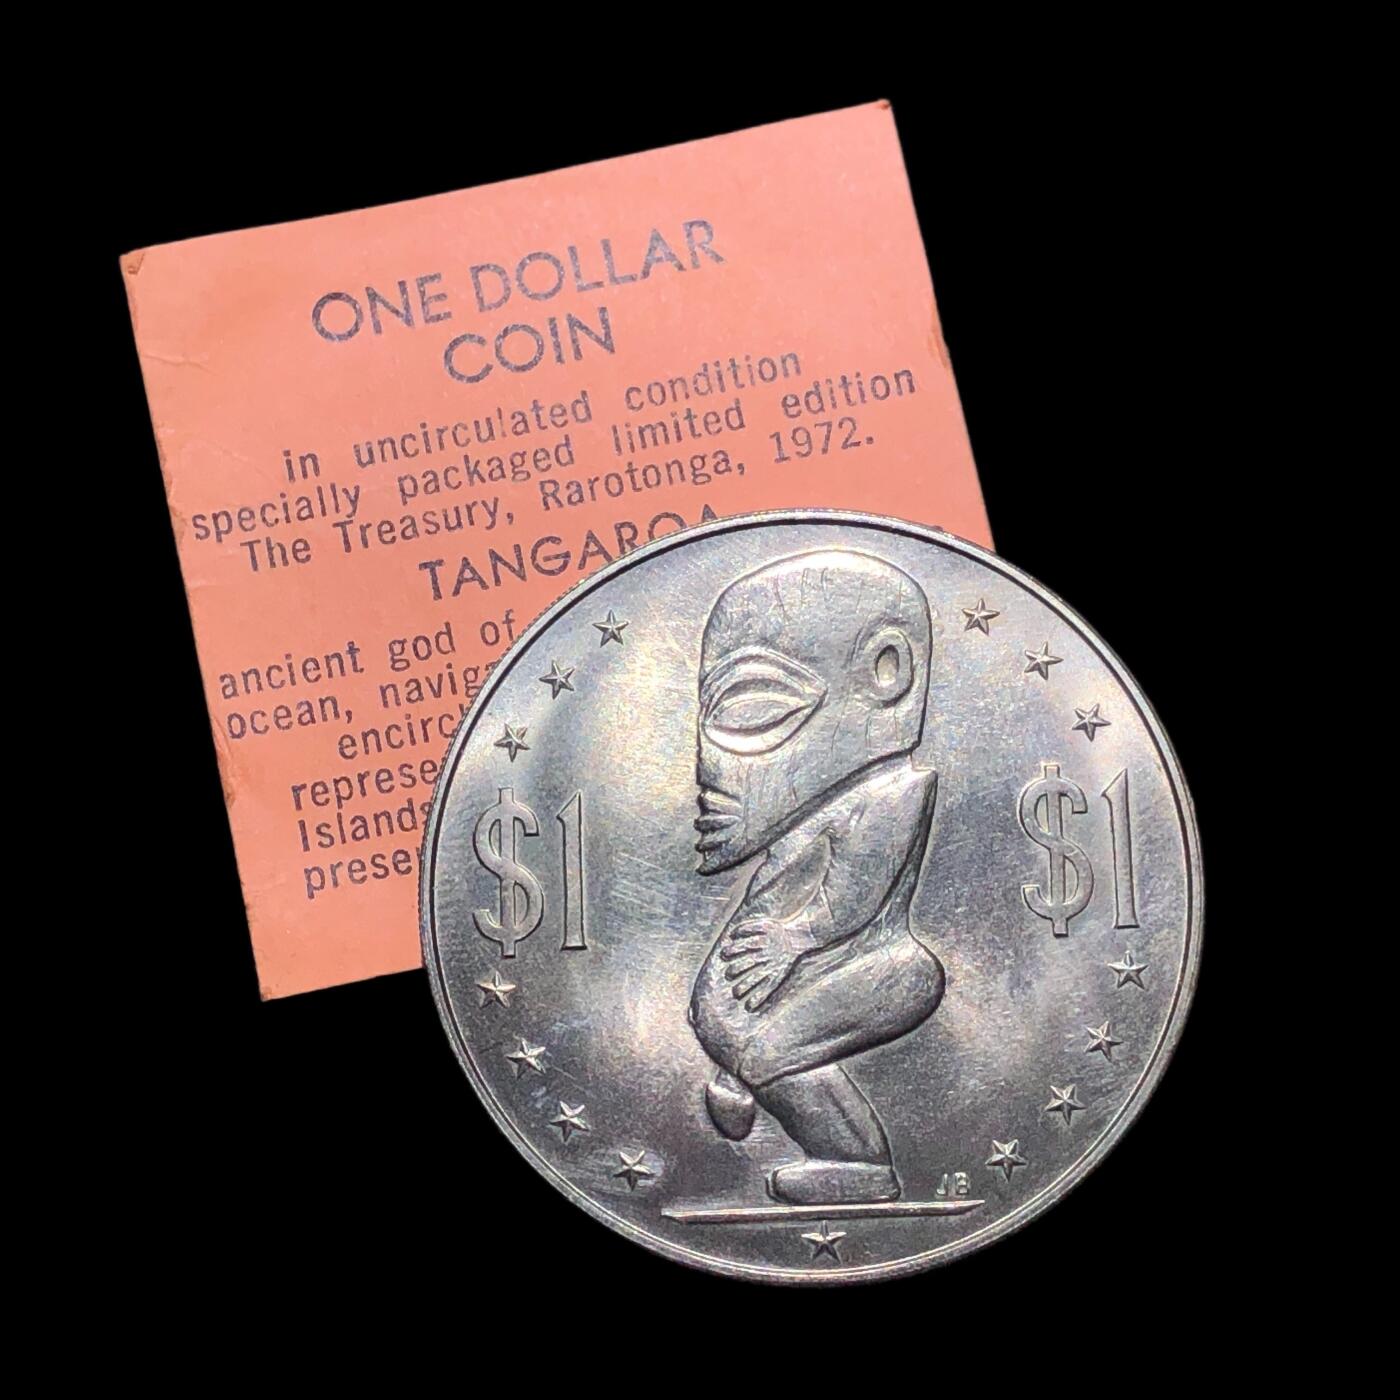 ONE DOLLAR
COIN
in uncirculated condition
specially packaged limited edition
The Treasury, Rarotonga, 1972.
TANGAROA
ancient god of
ocean,
$1 $1
JB